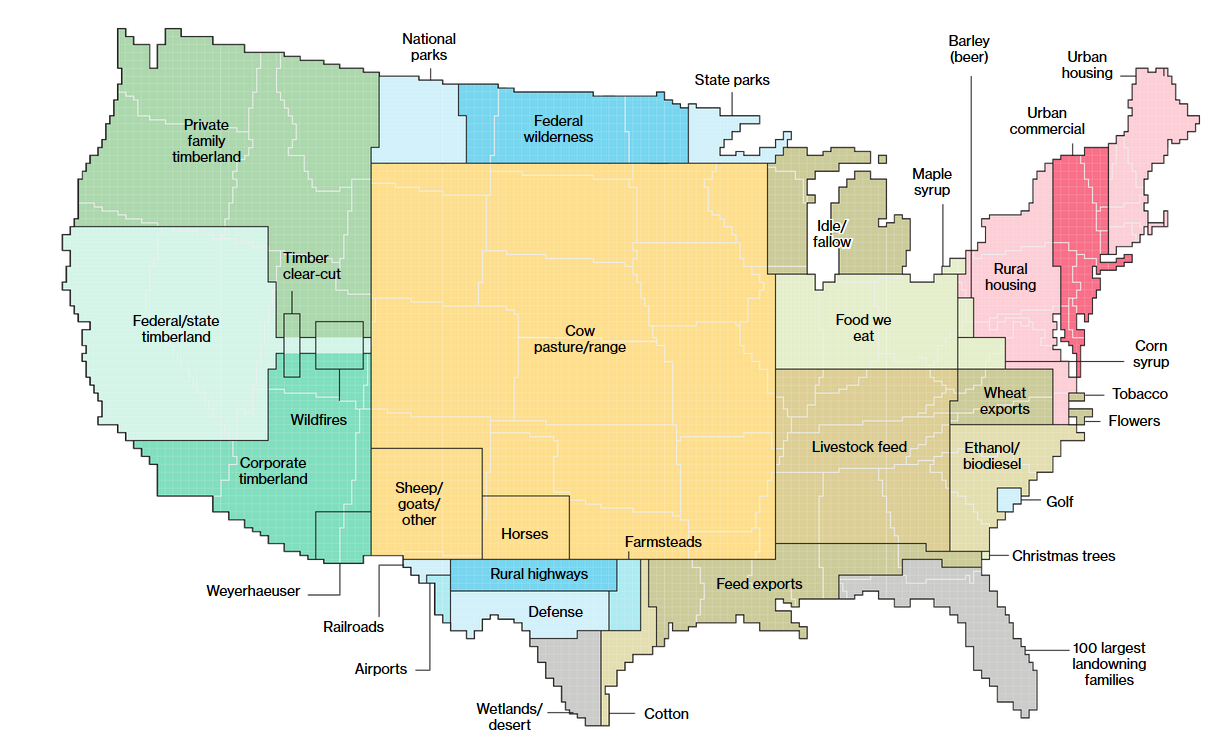 National
parks
State parks
Barley
(beer)
Urban
housing
Urban
commercial
Private
family
timberland
Federal
wilderness
Maple
syrup
Idle/
fallow
Timber
clear-cut
Rural
housing
Federal/state
timberland
Cow
pasture/range
Food we
eat
Corn
syrup
Wildfires
Wheat
exports
Tobacco
Flowers
Livestock feed
Ethanol/
biodiesel
Corporate
timberland
Sheep/
goats/
other
Golf
Horses
Farmsteads
Christmas trees
Rural highways
Feed exports
Weyerhaeuser
Defense
Railroads
100 largest
landowning
families
Airports
Wetlands/
desert
Cotton